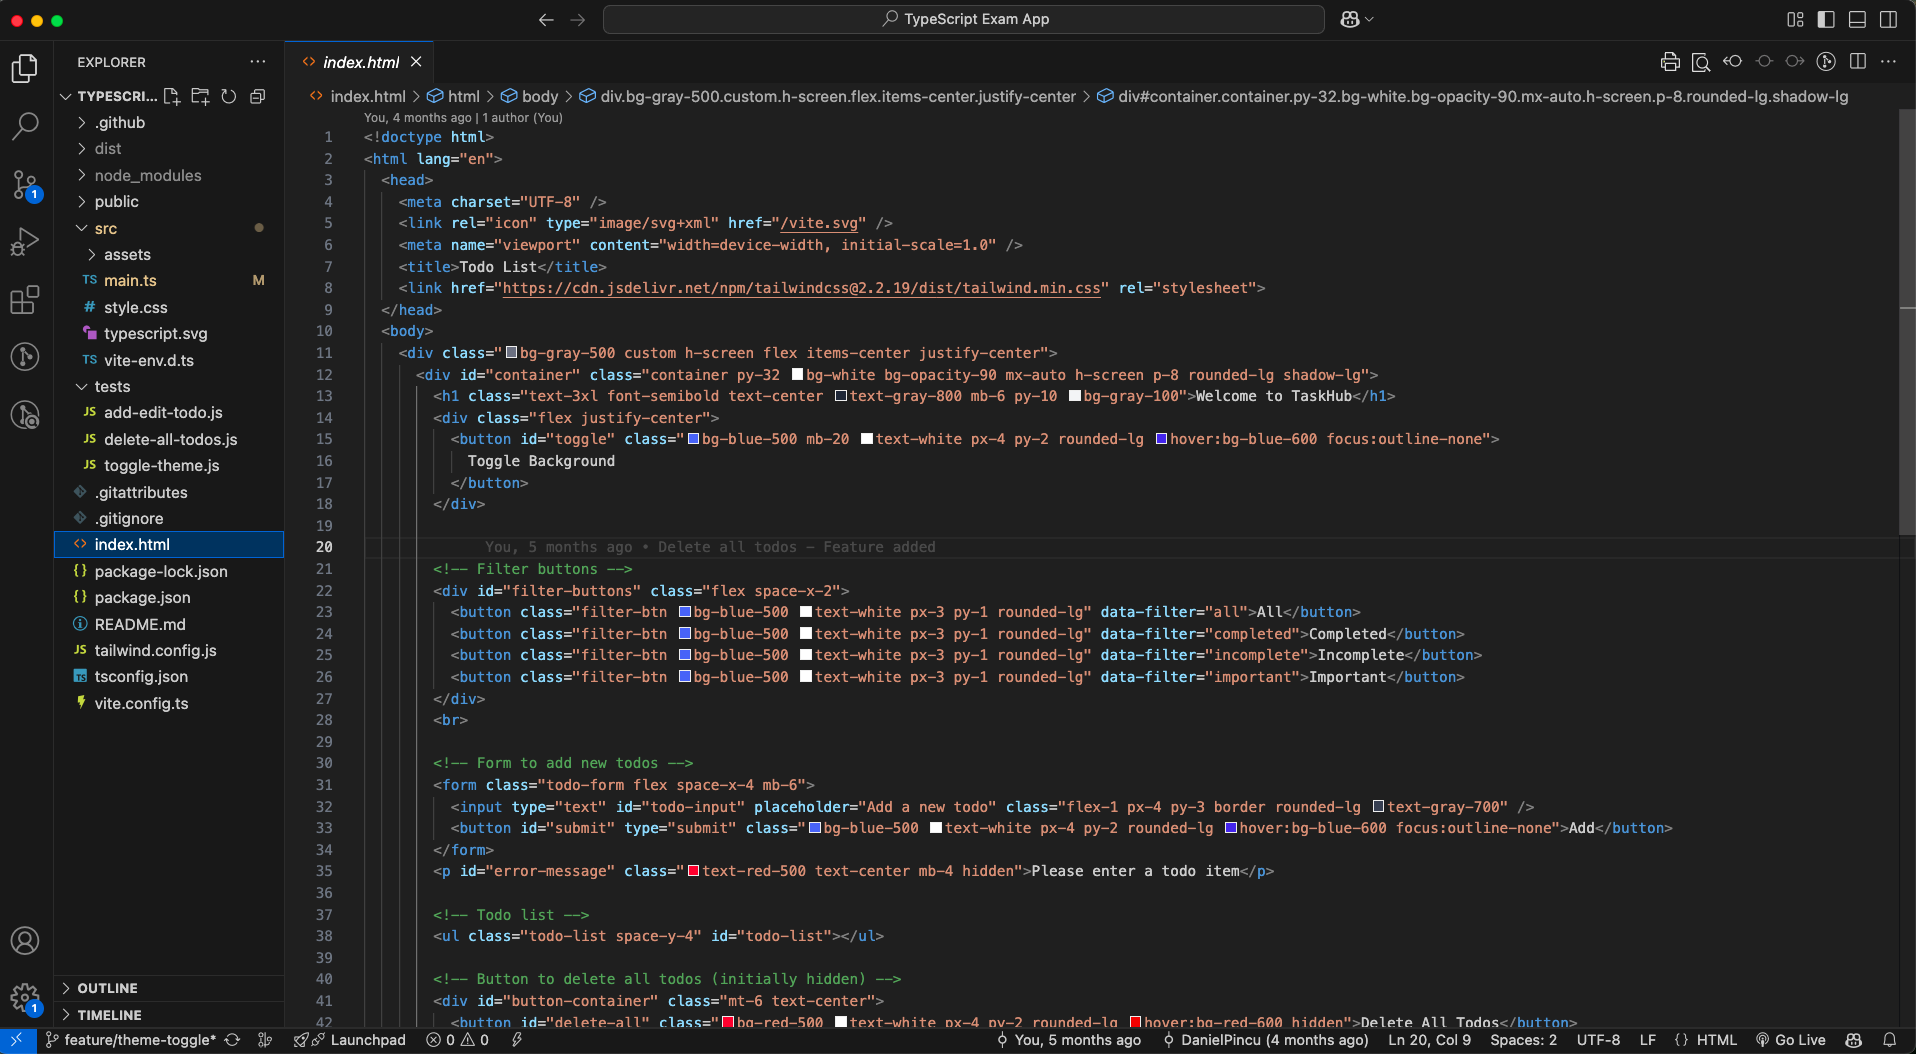 TypeScript Exam App
EXPLORER
TYPESCRI...
.github
dist
node_modules
public
src
assets
TS main.ts M
# style.css
typescript.svg
TS vite-env.d.ts
tests
JS add-edit-todo.js
JS delete-all-todos.js
JS toggle-theme.js
.gitattributes
.gitignore
<> index.html
{} package-lock.json
{} package.json
README.md
JS tailwind.config.js
TS tsconfig.json
vite.config.ts
OUTLINE
TIMELINE
1
1
<> index.html ×
<> index.html > html > body > div.bg-gray-500.custom.h-screen.flex.items-center.justify-center > div#container.container.py-32.bg-white.bg-opacity-90.mx-auto.h-screen.p-8.rounded-lg.shadow-lg
You, 4 months ago | 1 author (You)
1 <!doctype html>
2 <html lang="en">
3 <head>
4 <meta charset="UTF-8" />
5 <link rel="icon" type="image/svg+xml" href="/vite.svg" />
6 <meta name="viewport" content="width=device-width, initial-scale=1.0" />
7 <title>Todo List</title>
8 <link href="https://cdn.jsdelivr.net/npm/tailwindcss@2.2.19/dist/tailwind.min.css" rel="stylesheet">
9 </head>
10 <body>
11 <div class="bg-gray-500 custom h-screen flex items-center justify-center">
12 <div id="container" class="container py-32 bg-white bg-opacity-90 mx-auto h-screen p-8 rounded-lg shadow-lg">
13 <h1 class="text-3xl font-semibold text-center text-gray-800 mb-6 py-10 bg-gray-100">Welcome to TaskHub</h1>
14 <div class="flex justify-center">
15 <button id="toggle" class="bg-blue-500 mb-20 text-white px-4 py-2 rounded-lg hover:bg-blue-600 focus:outline-none">
16 Toggle Background
17 </button>
18 </div>
19
20 You, 5 months ago • Delete all todos – Feature added
21 <!-- Filter buttons -->
22 <div id="filter-buttons" class="flex space-x-2">
23 <button class="filter-btn bg-blue-500 text-white px-3 py-1 rounded-lg" data-filter="all">All</button>
24 <button class="filter-btn bg-blue-500 text-white px-3 py-1 rounded-lg" data-filter="completed">Completed</button>
25 <button class="filter-btn bg-blue-500 text-white px-3 py-1 rounded-lg" data-filter="incomplete">Incomplete</button>
26 <button class="filter-btn bg-blue-500 text-white px-3 py-1 rounded-lg" data-filter="important">Important</button>
27 </div>
28 <br>
29
30 <!-- Form to add new todos -->
31 <form class="todo-form flex space-x-4 mb-6">
32 <input type="text" id="todo-input" placeholder="Add a new todo" class="flex-1 px-4 py-3 border rounded-lg text-gray-700" />
33 <button id="submit" type="submit" class="bg-blue-500 text-white px-4 py-2 rounded-lg hover:bg-blue-600 focus:outline-none">Add</button>
34 </form>
35 <p id="error-message" class="text-red-500 text-center mb-4 hidden">Please enter a todo item</p>
36
37 <!-- Todo list -->
38 <ul class="todo-list space-y-4" id="todo-list"></ul>
39
40 <!-- Button to delete all todos (initially hidden) -->
41 <div id="button-container" class="mt-6 text-center">
42 <button id="delete-all" class="bg-red-500 text-white px-4 py-2 rounded-lg hover:bg-red-600 hidden">Delete All Todos</button>
feature/theme-toggle* Launchpad 0 0 You, 5 months ago DanielPincu (4 months ago) Ln 20, Col 9 Spaces: 2 UTF-8 LF {} HTML Go Live